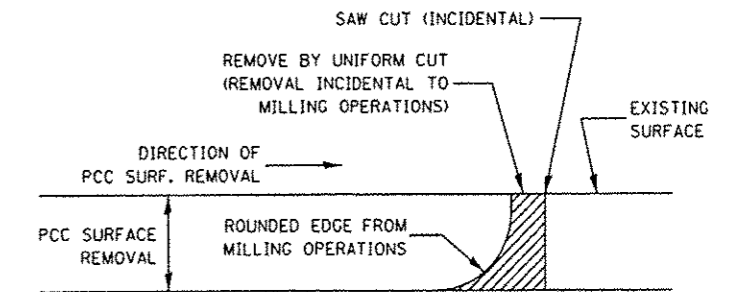 SAW CUT (INCIDENTAL)
REMOVE BY UNIFORM CUT
(REMOVAL INCIDENTAL TO
MILLING OPERATIONS)
EXISTING
SURFACE
DIRECTION OF
PCC SURF. REMOVAL
PCC SURFACE
REMOVAL
ROUNDED EDGE FROM
MILLING OPERATIONS